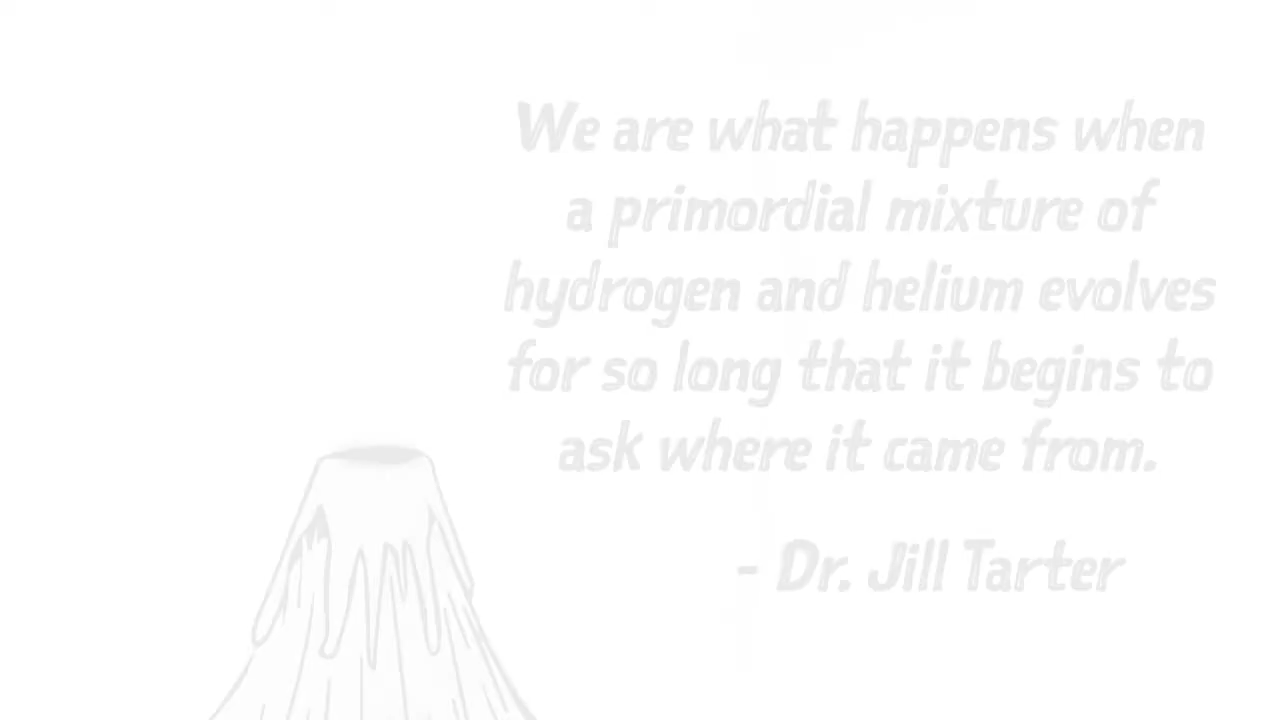 We are what happens when
a primordial mixture of
hydrogen and helium evolves
for so long that it begins to
ask where it came from.
- Dr. Jill Tarter